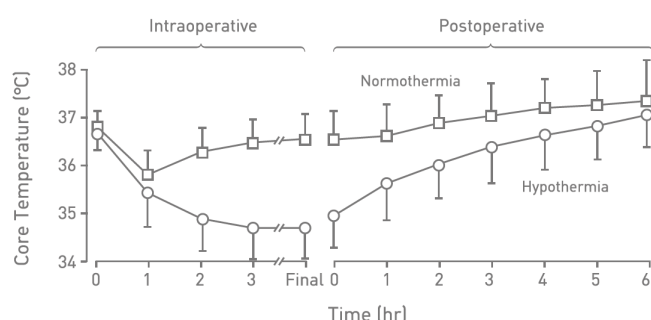 Intraoperative Postoperative
Core Temperature (°C)
38
37
36
35
34
Normothermia
Hypothermia
0 1 2 3 Final 0 1 2 3 4 5 6
Time (hr)